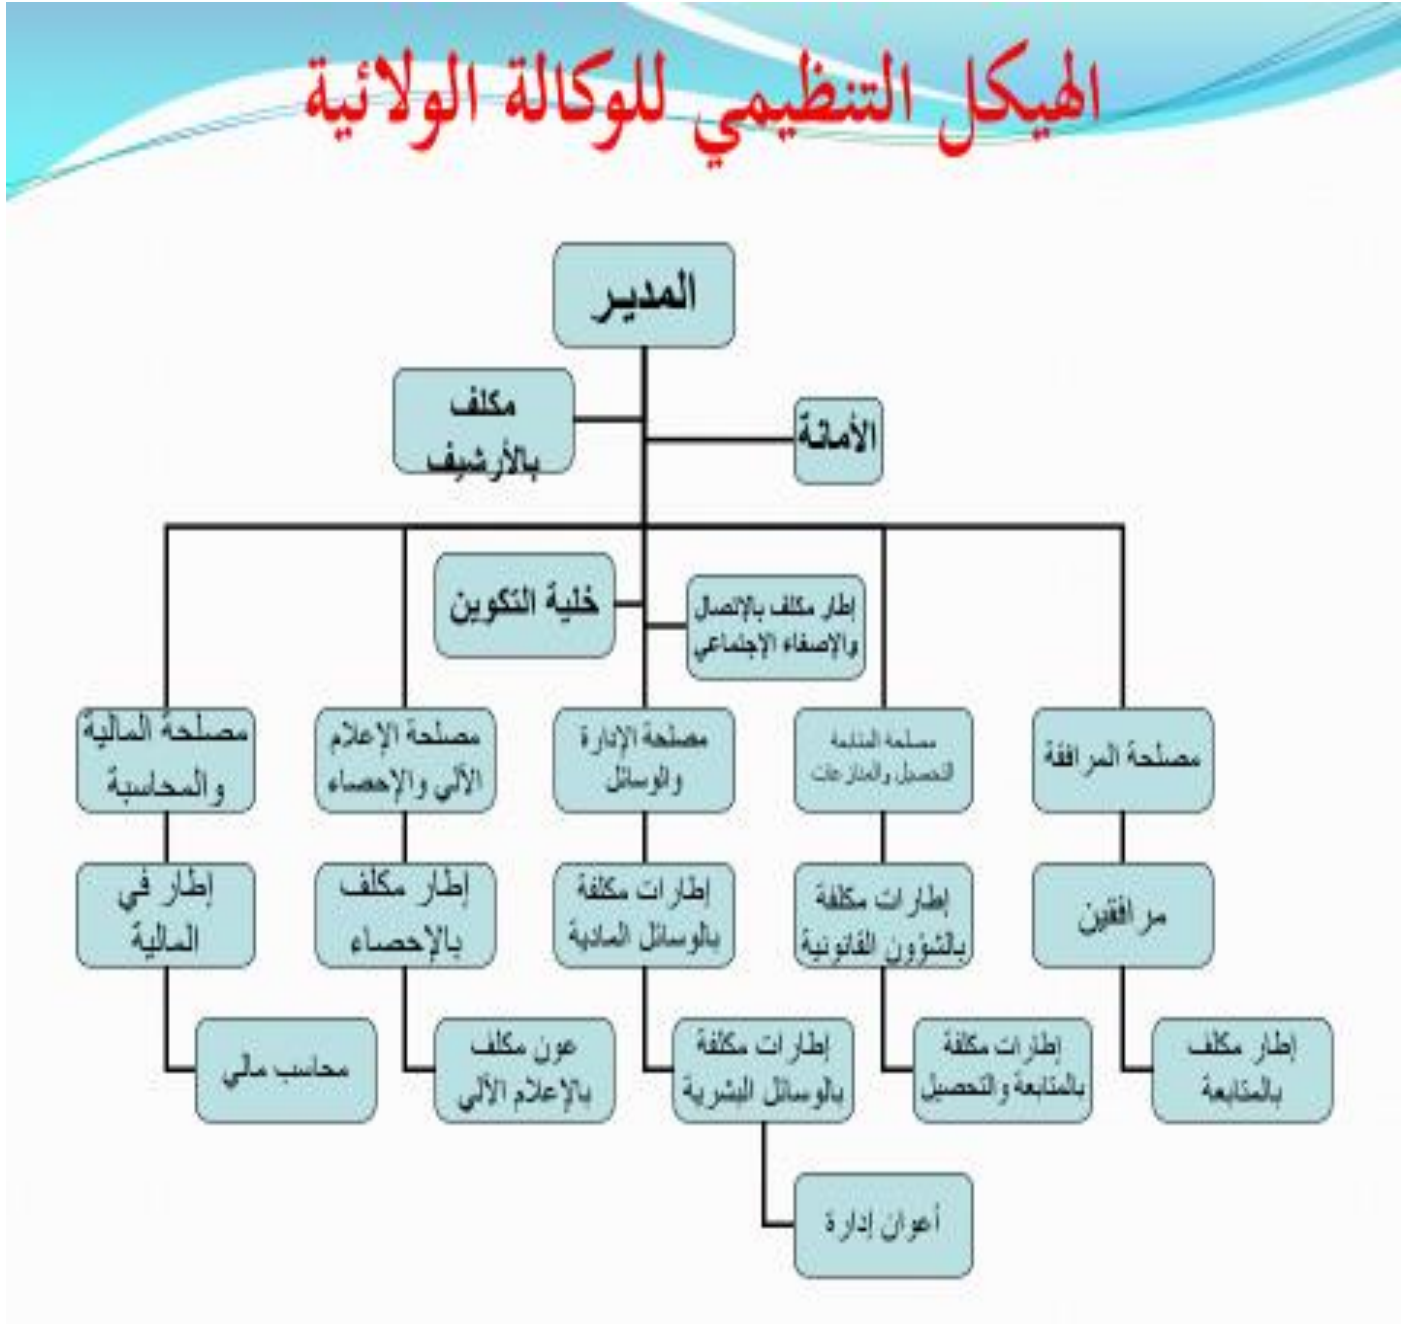 الهيكل التنظيمي للوكالة الولائية
المديـر
الأمانة
مكلف
بالأرشيف
إطار مكلف بالإتصال
والإصغاء الإجتماعي
خلية التكوين
مصلحة المرافقة
مصلحة المتابعة
التحصيل والمنازعات
مصلحة الإدارة
والوسائل
مصلحة الإعلام
الآلي والإحصاء
مصلحة المالية
والمحاسبة
مرافقين
إطارات مكلفة
بالشؤون القانونية
إطارات مكلفة
بالوسائل المادية
إطار مكلف
بالإحصاء
إطار في
المالية
إطار مكلف
بالمتابعة
إطارات مكلفة
بالمتابعة والتحصيل
إطارات مكلفة
بالوسائل البشرية
عون مكلف
بالإعلام الآلي
محاسب مالي
أعوان إدارة